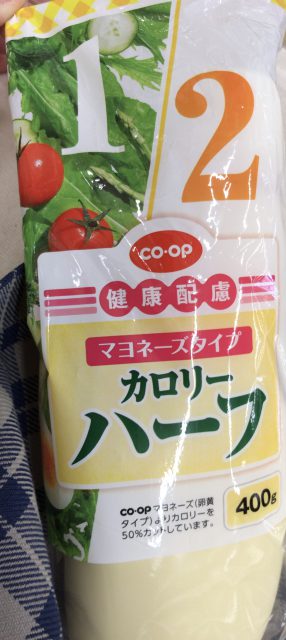 1/2
CO・OP
健康配慮
マヨネーズタイプ
カロリー
ハーフ
CO・OPマヨネーズ(卵黄
タイプ)よりカロリーを
50%カットしています。
400g